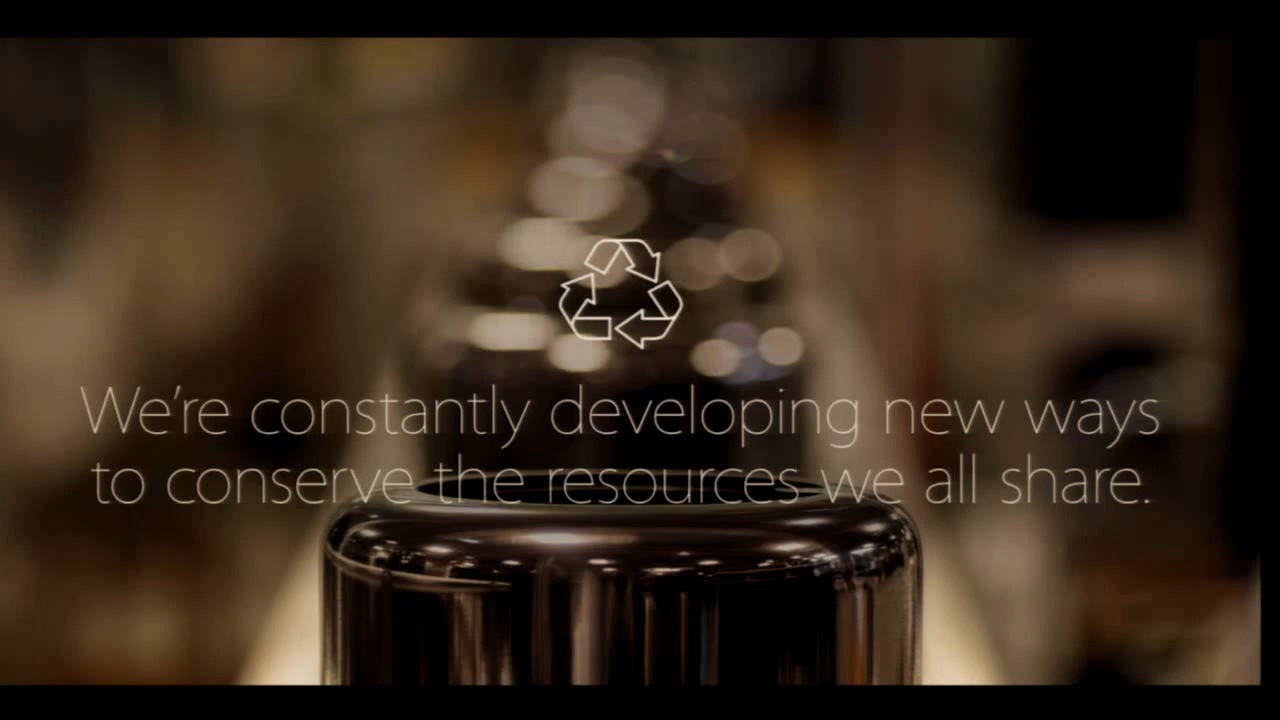 We’re constantly developing new ways
to conserve the resources we all share.